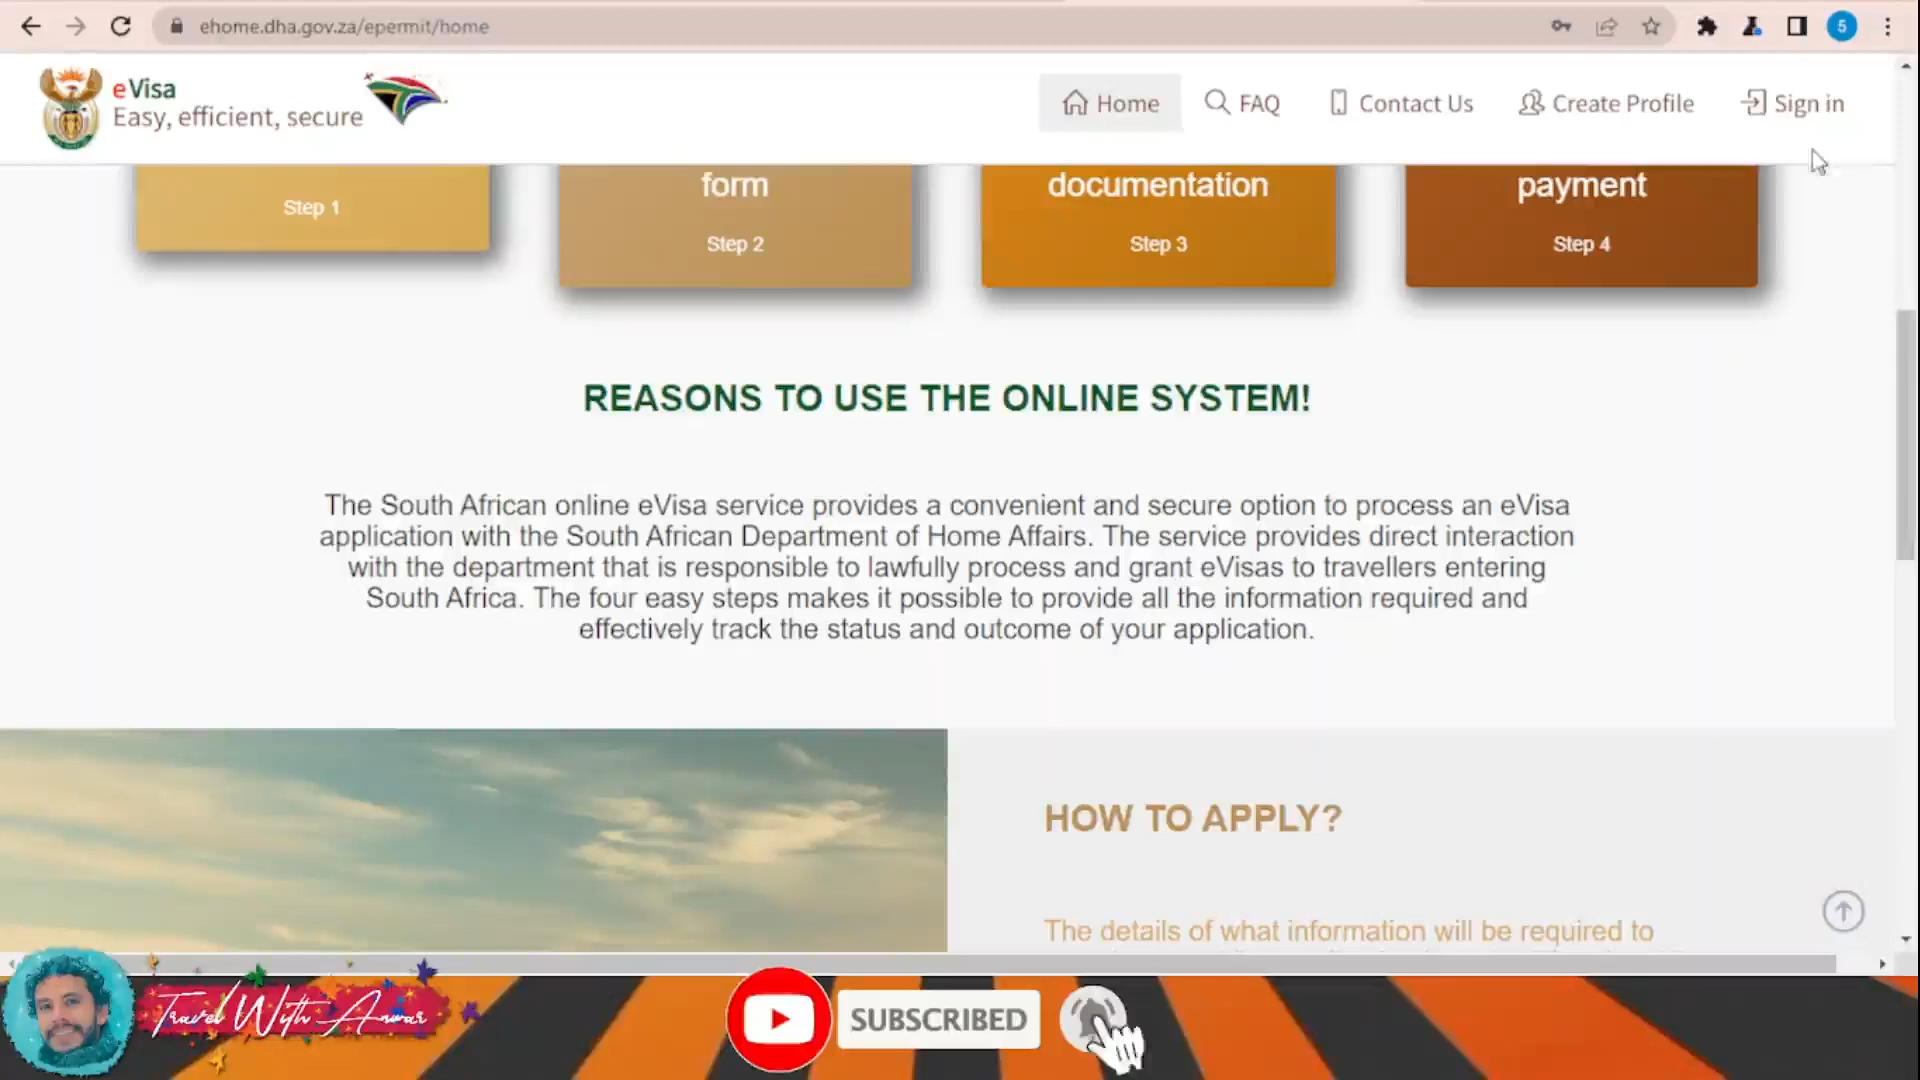 ehome.dha.gov.za/epermit/home
5
eVisa
Easy, efficient, secure
Home
FAQ
Contact Us
Create Profile
Sign in
Step 1
form
Step 2
documentation
Step 3
payment
Step 4
REASONS TO USE THE ONLINE SYSTEM!
The South African online eVisa service provides a convenient and secure option to process an eVisa
application with the South African Department of Home Affairs. The service provides direct interaction
with the department that is responsible to lawfully process and grant eVisas to travellers entering
South Africa. The four easy steps makes it possible to provide all the information required and
effectively track the status and outcome of your application.
HOW TO APPLY?
The details of what information will be required to
Travel With Anwar
SUBSCRIBED